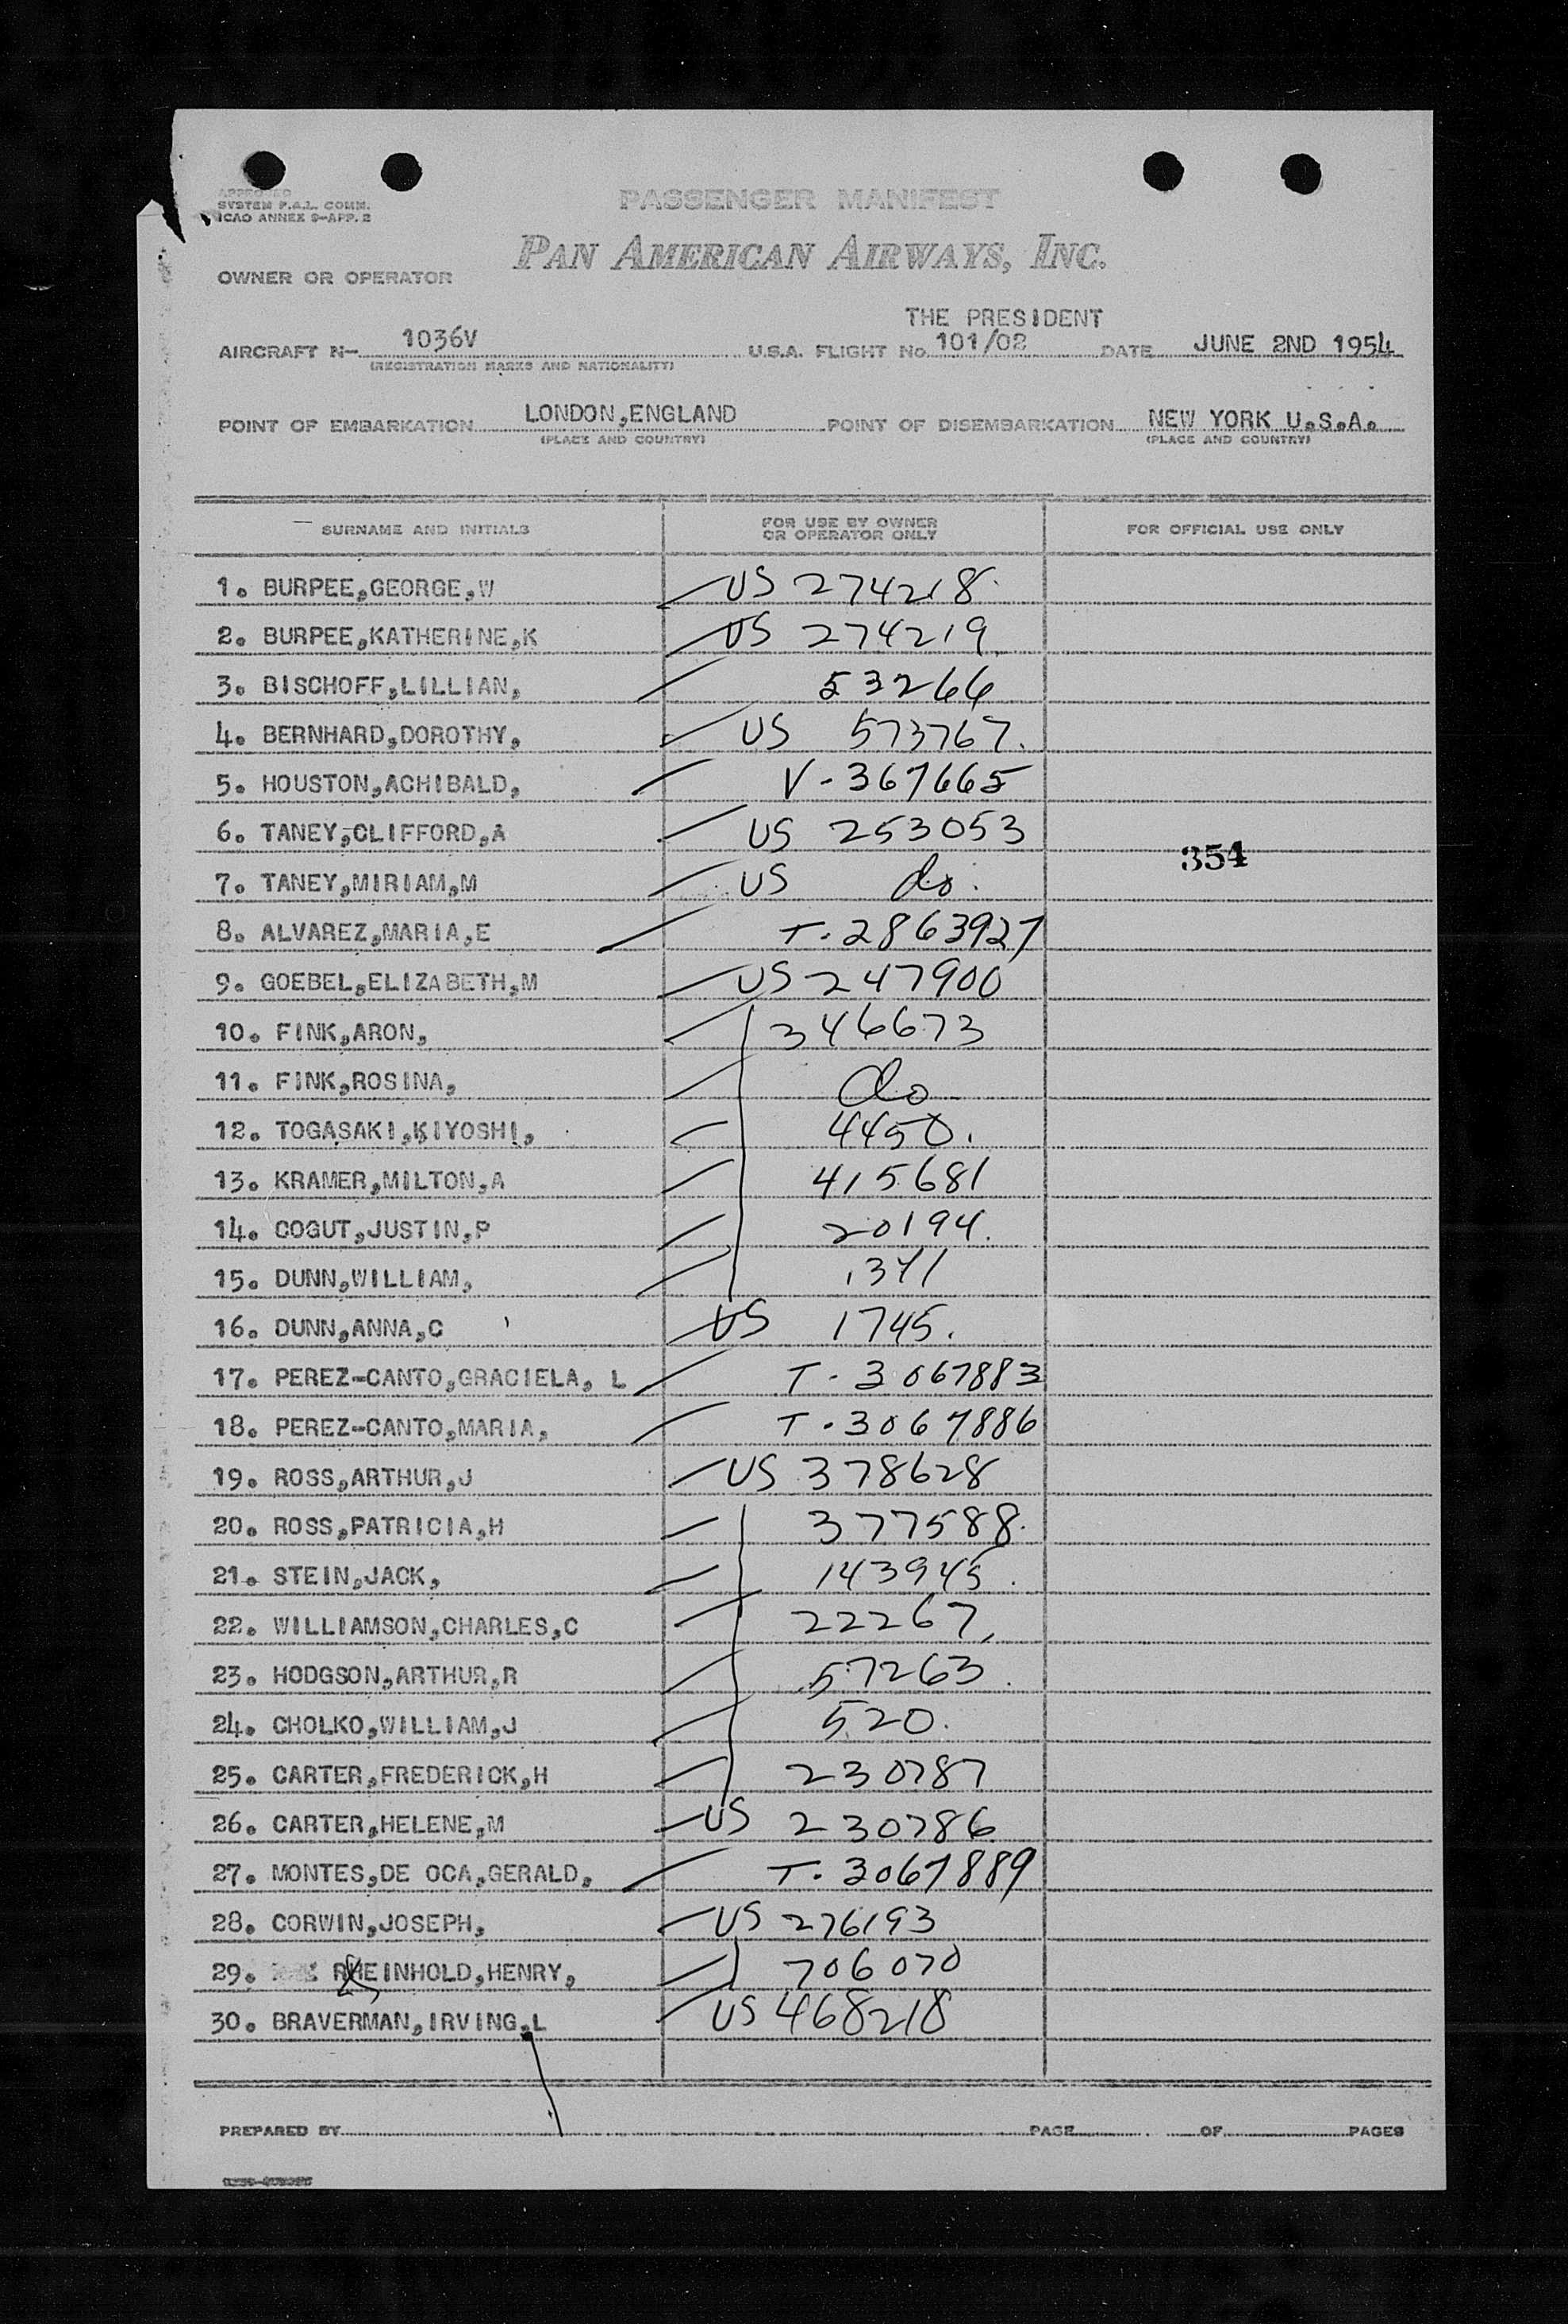 APPROVED
SYSTEM F.A.L. COMM.
ICAO ANNEX 9-APP. 2
PASSENGER MANIFEST
PAN AMERICAN AIRWAYS, INC.
OWNER OR OPERATOR
THE PRESIDENT
AIRCRAFT N- 1036V U.S.A. FLIGHT No. 101/02 DATE JUNE 2ND 1954
(REGISTRATION MARKS AND NATIONALITY)
POINT OF EMBARKATION LONDON,ENGLAND POINT OF DISEMBARKATION NEW YORK U.S.A.
(PLACE AND COUNTRY) (PLACE AND COUNTRY)
SURNAME AND INITIALS FOR USE BY OWNER OR OPERATOR ONLY FOR OFFICIAL USE ONLY
1. BURPEE,GEORGE,W US 274218
2. BURPEE,KATHERINE,K US 274219
3. BISCHOFF,LILLIAN, 53266
4. BERNHARD,DOROTHY, US 573767.
5. HOUSTON,ACHIBALD, V-367665
6. TANEY,CLIFFORD,A US 253053
354
7. TANEY,MIRIAM,M US do.
8. ALVAREZ,MARIA,E T-2863927
9. GOEBEL,ELIZABETH,M US 247900
10. FINK,ARON, 346673
11. FINK,ROSINA, do
12. TOGASAKI,KIYOSHI, 4450.
13. KRAMER,MILTON,A 415681
14. COGUT,JUSTIN,P 20194.
15. DUNN,WILLIAM, 1371
16. DUNN,ANNA,C US 1745.
17. PEREZ-CANTO,GRACIELA, L T-3067883
18. PEREZ-CANTO,MARIA, T-3067886
19. ROSS,ARTHUR,J US 378628
20. ROSS,PATRICIA,H 377588.
21. STEIN,JACK, 143945.
22. WILLIAMSON,CHARLES,C 22267,
23. HODGSON,ARTHUR,R 57263.
24. CHOLKO,WILLIAM,J 520.
25. CARTER,FREDERICK,H 230787
26. CARTER,HELENE,M US 230786
27. MONTES,DE OCA,GERALD, T-3067889
28. CORWIN,JOSEPH, US 276193
29. RHEINHOLD,HENRY, 706070
30. BRAVERMAN,IRVING,L US 468218
PREPARED BY PAGE OF PAGES